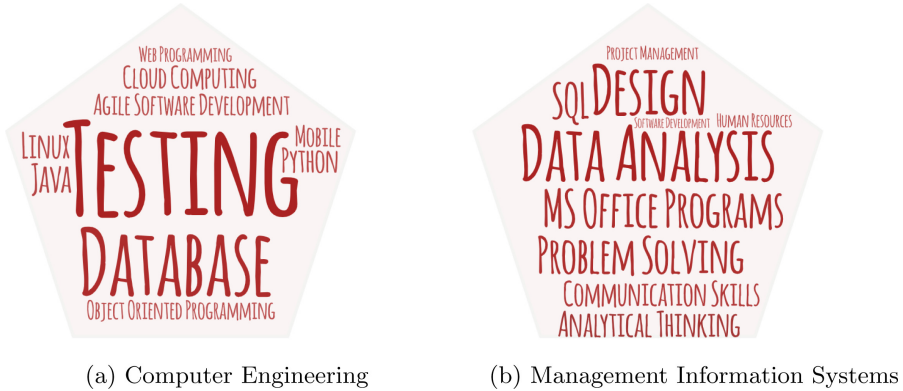 WEB PROGRAMMING
CLOUD COMPUTING
AGILE SOFTWARE DEVELOPMENT
LINUX
JAVA
TESTING
MOBILE
PYTHON
DATABASE
OBJECT ORIENTED PROGRAMMING
(a) Computer Engineering
PROJECT MANAGEMENT
SQL
DESIGN
SOFTWARE DEVELOPMENT
HUMAN RESOURCES
DATA ANALYSIS
MS OFFICE PROGRAMS
PROBLEM SOLVING
COMMUNICATION SKILLS
ANALYTICAL THINKING
(b) Management Information Systems